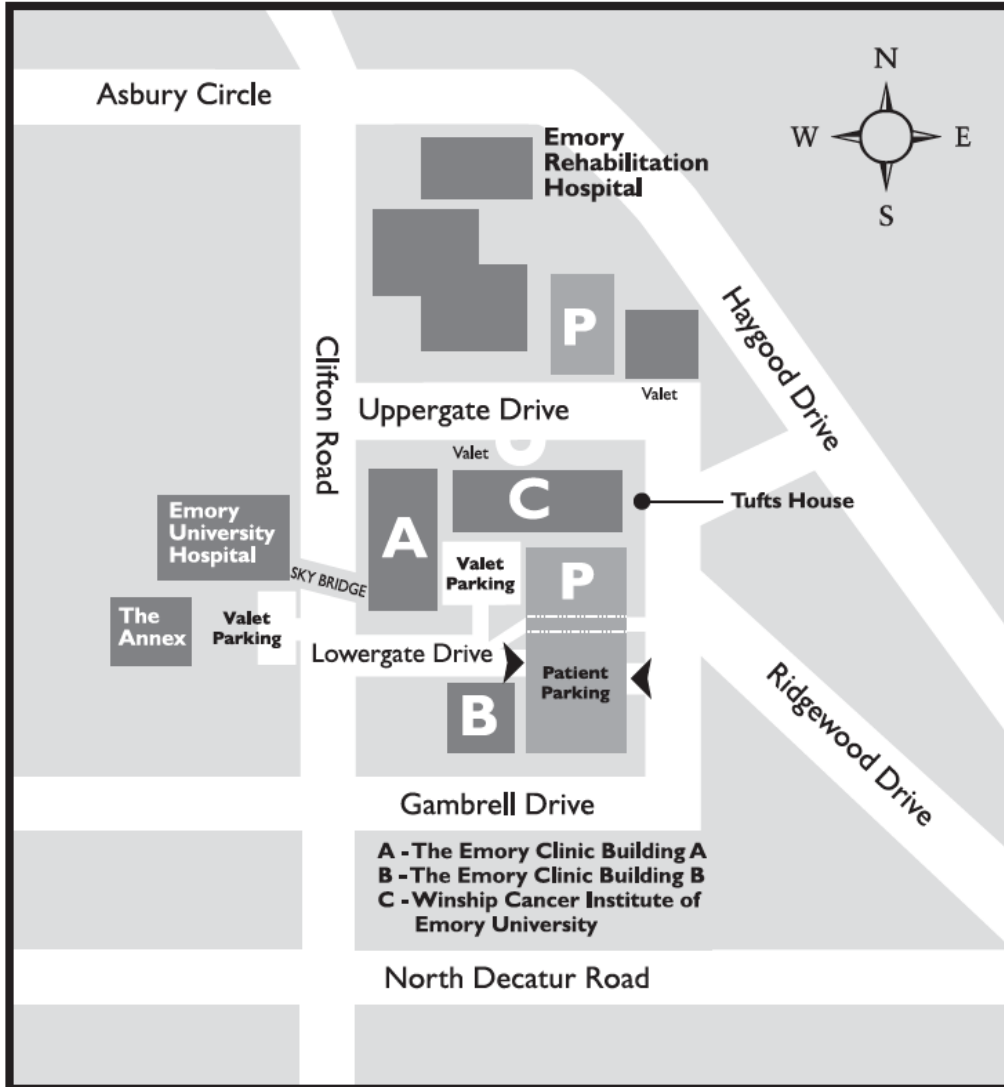 Asbury Circle
N
W
E
S
Emory
Rehabilitation
Hospital
Haygood Drive
P
Valet
Clifton Road
Uppergate Drive
Valet
C
Tufts House
Emory
University
Hospital
A
SKY BRIDGE
Valet
Parking
P
The
Annex
Valet
Parking
Lowergate Drive
Patient
Parking
B
Ridgewood Drive
Gambrell Drive
A - The Emory Clinic Building A
B - The Emory Clinic Building B
C - Winship Cancer Institute of
Emory University
North Decatur Road